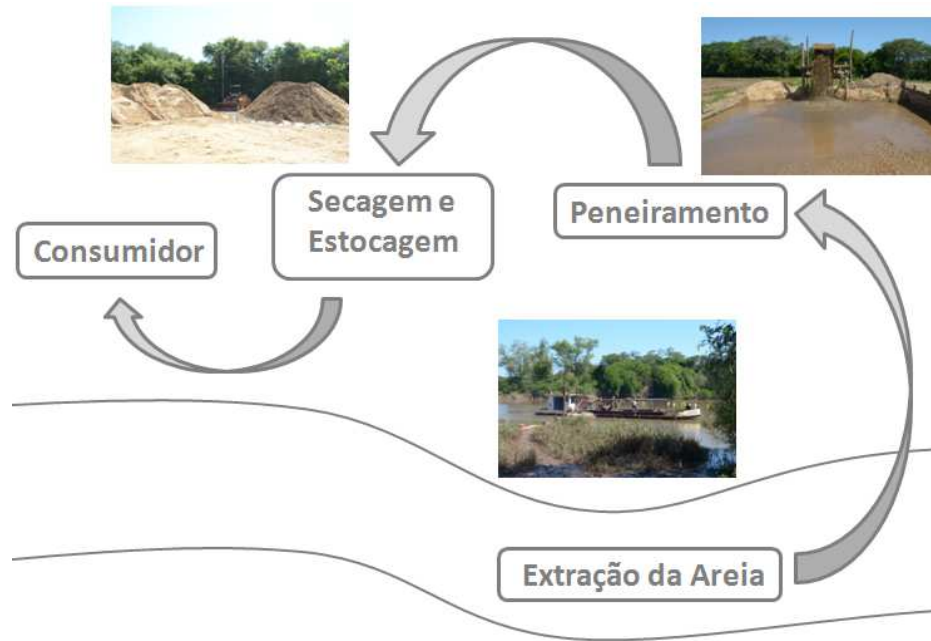 Secagem e
Estocagem
Peneiramento
Consumidor
Extração da Areia